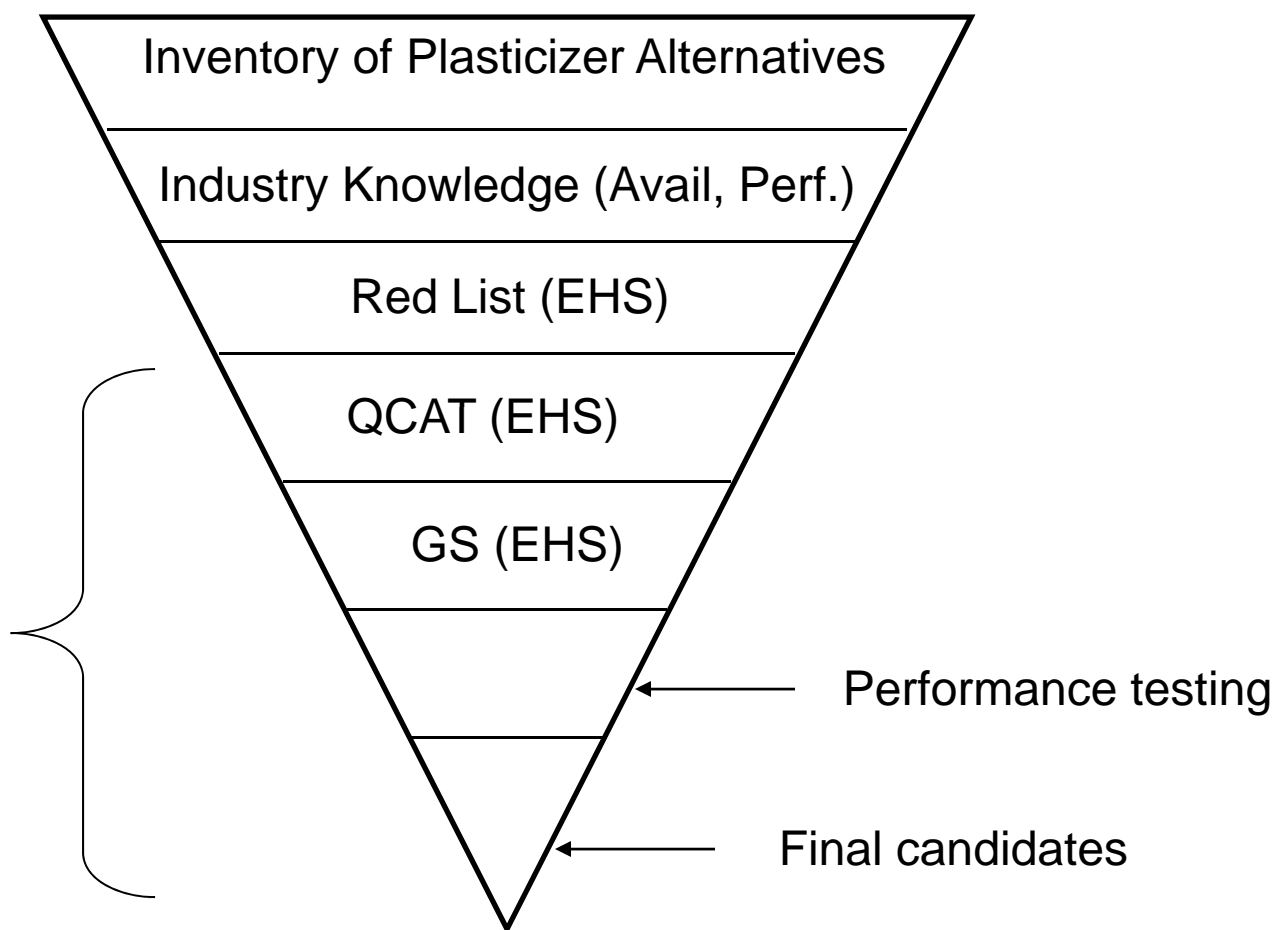 Inventory of Plasticizer Alternatives
Industry Knowledge (Avail, Perf.)
Red List (EHS)
QCAT (EHS)
GS (EHS)
Performance testing
Final candidates